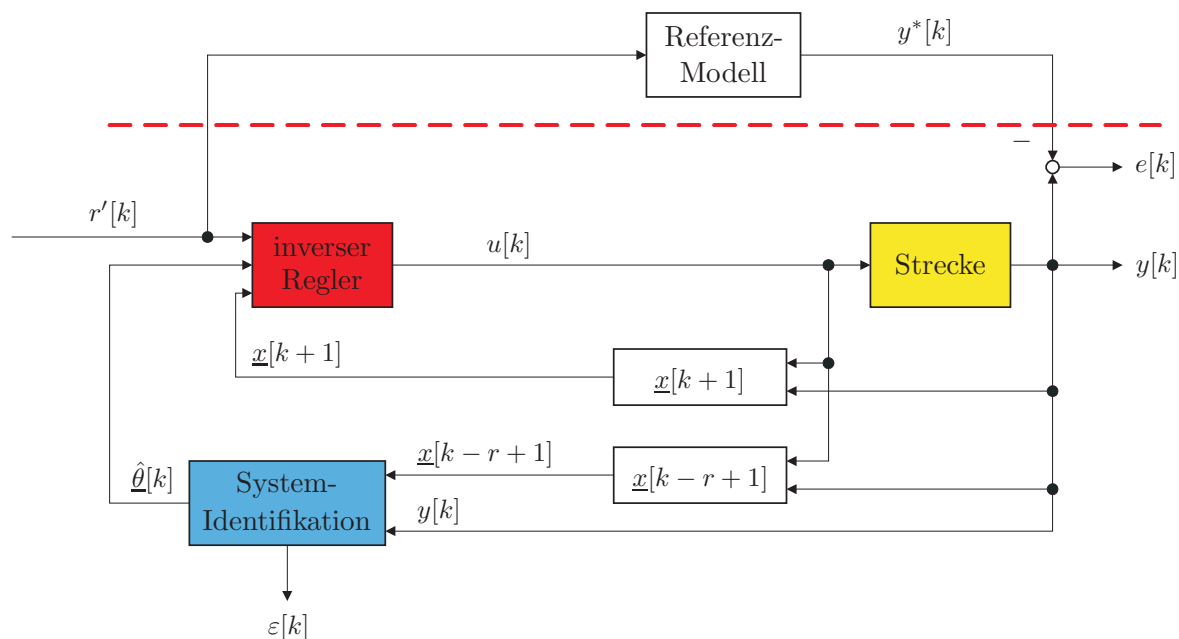 Referenz-
Modell
y*[k]
−
e[k]
r′[k]
inverser
Regler
u[k]
Strecke
y[k]
x[k + 1]
x[k + 1]
x[k − r + 1]
x[k − r + 1]
θ̂[k]
System-
Identifikation
y[k]
ε[k]